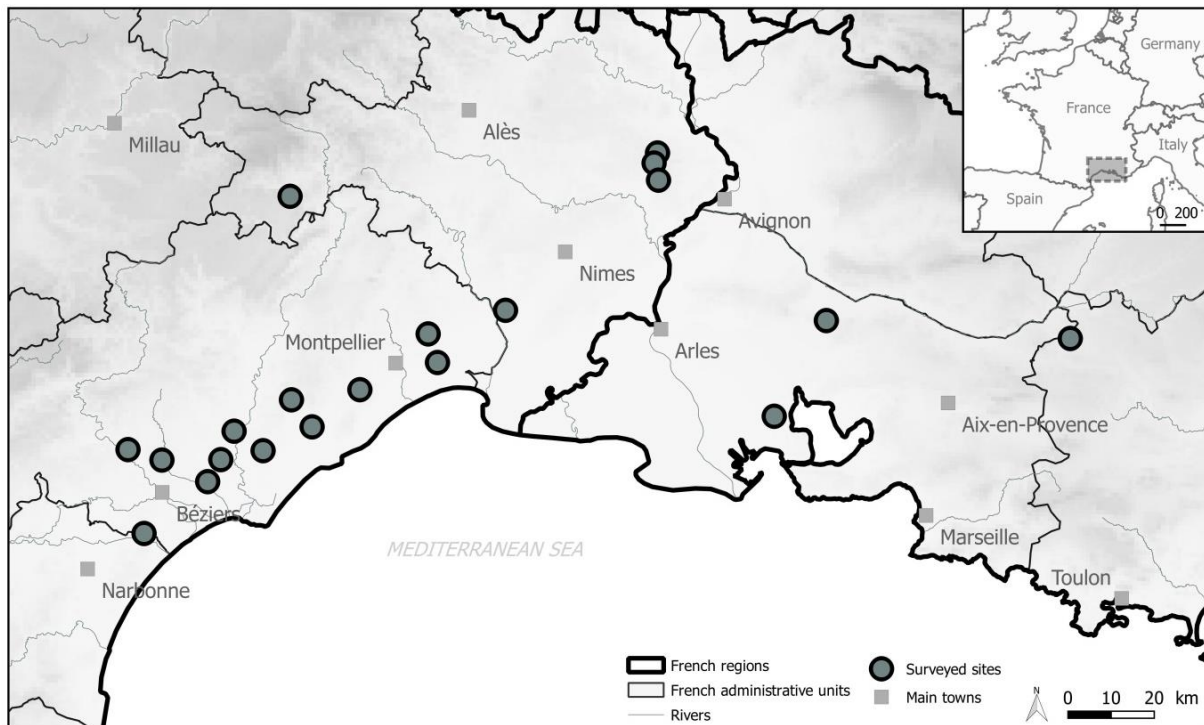 Germany
France
Italy
Spain
0 200
Millau
Alès
Avignon
Nimes
Montpellier
Arles
Aix-en-Provence
Béziers
MEDITERRANEAN SEA
Marseille
Narbonne
Toulon
French regions
French administrative units
Rivers
Surveyed sites
Main towns
N
0 10 20 km